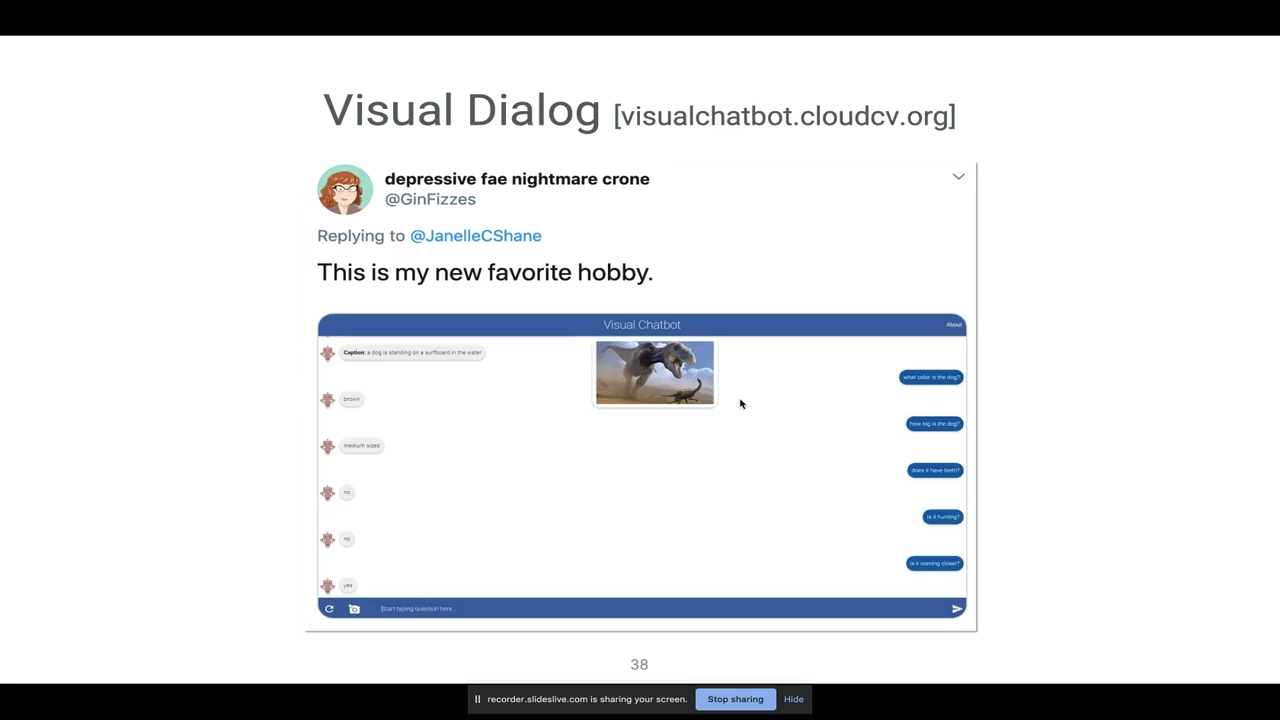 Visual Dialog [visualchatbot.cloudcv.org]
depressive fae nightmare crone
@GinFizzes
Replying to @JanelleCShane
This is my new favorite hobby.
Visual Chatbot
About
Caption: a dog is standing on a surfboard in the water
what color is the dog?
brown
how big is the dog?
medium sized
does it have teeth?
no
is it hunting?
no
is it coming closer?
yes
Start typing question here
38
recorder.slideslive.com is sharing your screen.
Stop sharing
Hide